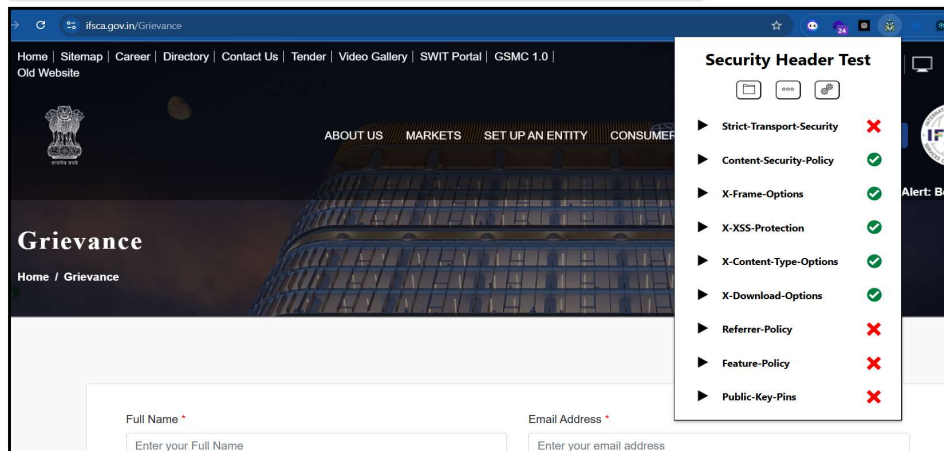 ifsca.gov.in/Grievance
24
Home | Sitemap | Career | Directory | Contact Us | Tender | Video Gallery | SWIT Portal | GSMC 1.0 |
Old Website
ABOUT US MARKETS SET UP AN ENTITY CONSUMER
Alert: Be
Grievance
Home / Grievance
Security Header Test
Strict-Transport-Security
Content-Security-Policy
X-Frame-Options
X-XSS-Protection
X-Content-Type-Options
X-Download-Options
Referrer-Policy
Feature-Policy
Public-Key-Pins
Full Name * Email Address *
Enter your Full Name Enter your email address